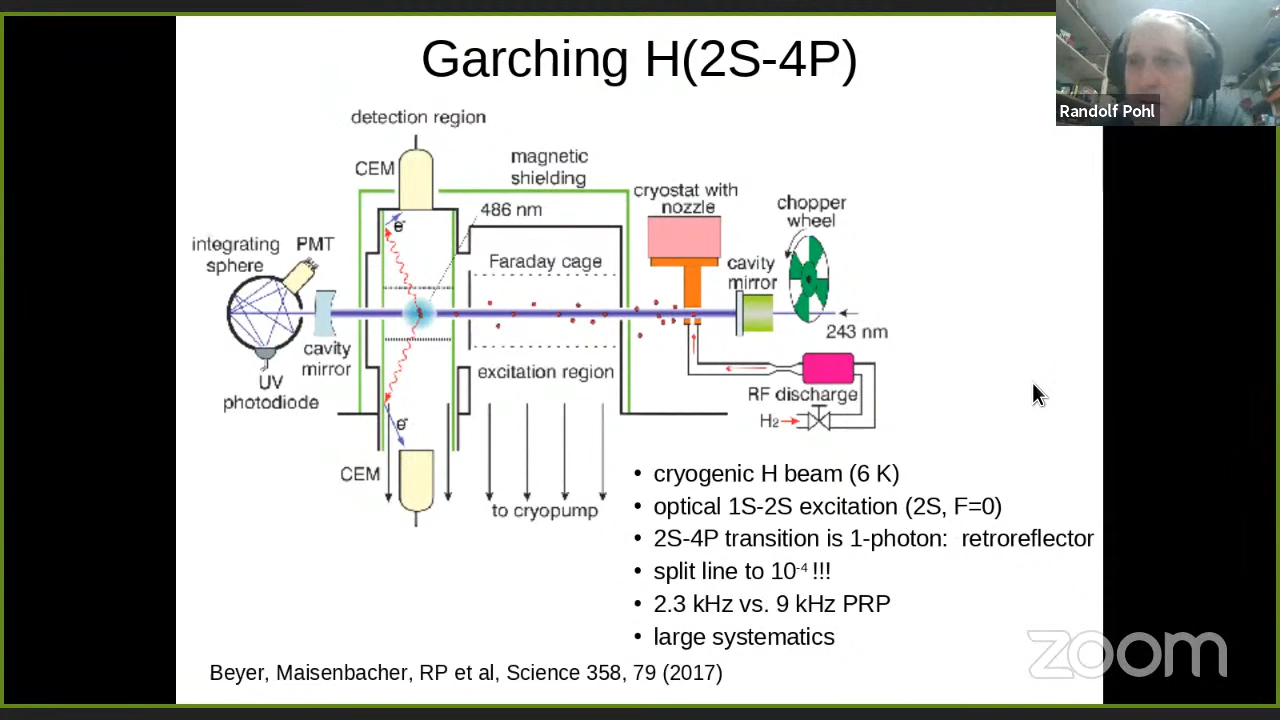 Garching H(2S-4P)
Randolf Pohl
detection region
CEM
magnetic
shielding
cryostat with
nozzle
chopper
wheel
486 nm
e-
integrating
sphere
PMT
Faraday cage
cavity
mirror
243 nm
cavity
mirror
excitation region
UV
photodiode
RF discharge
H2
e-
CEM
to cryopump
• cryogenic H beam (6 K)
• optical 1S-2S excitation (2S, F=0)
• 2S-4P transition is 1-photon: retroreflector
• split line to 10-4 !!!
• 2.3 kHz vs. 9 kHz PRP
• large systematics
zoom
Beyer, Maisenbacher, RP et al, Science 358, 79 (2017)